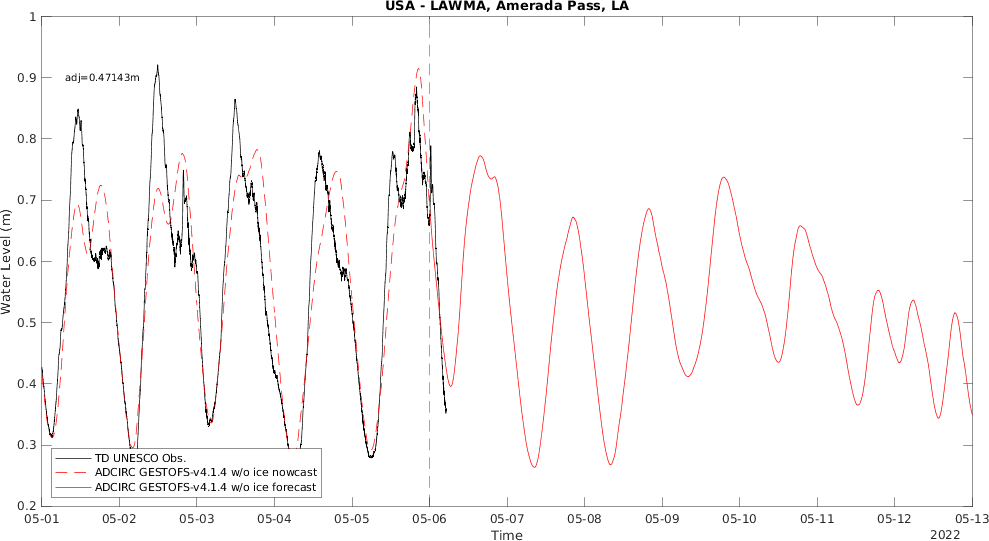 USA - LAWMA, Amerada Pass, LA
adj=0.47143m
Water Level (m)
1
0.9
0.8
0.7
0.6
0.5
0.4
0.3
0.2
TD UNESCO Obs.
ADCIRC GESTOFS-v4.1.4 w/o ice nowcast
ADCIRC GESTOFS-v4.1.4 w/o ice forecast
05-01 05-02 05-03 05-04 05-05 05-06 05-07 05-08 05-09 05-10 05-11 05-12 05-13
Time
2022